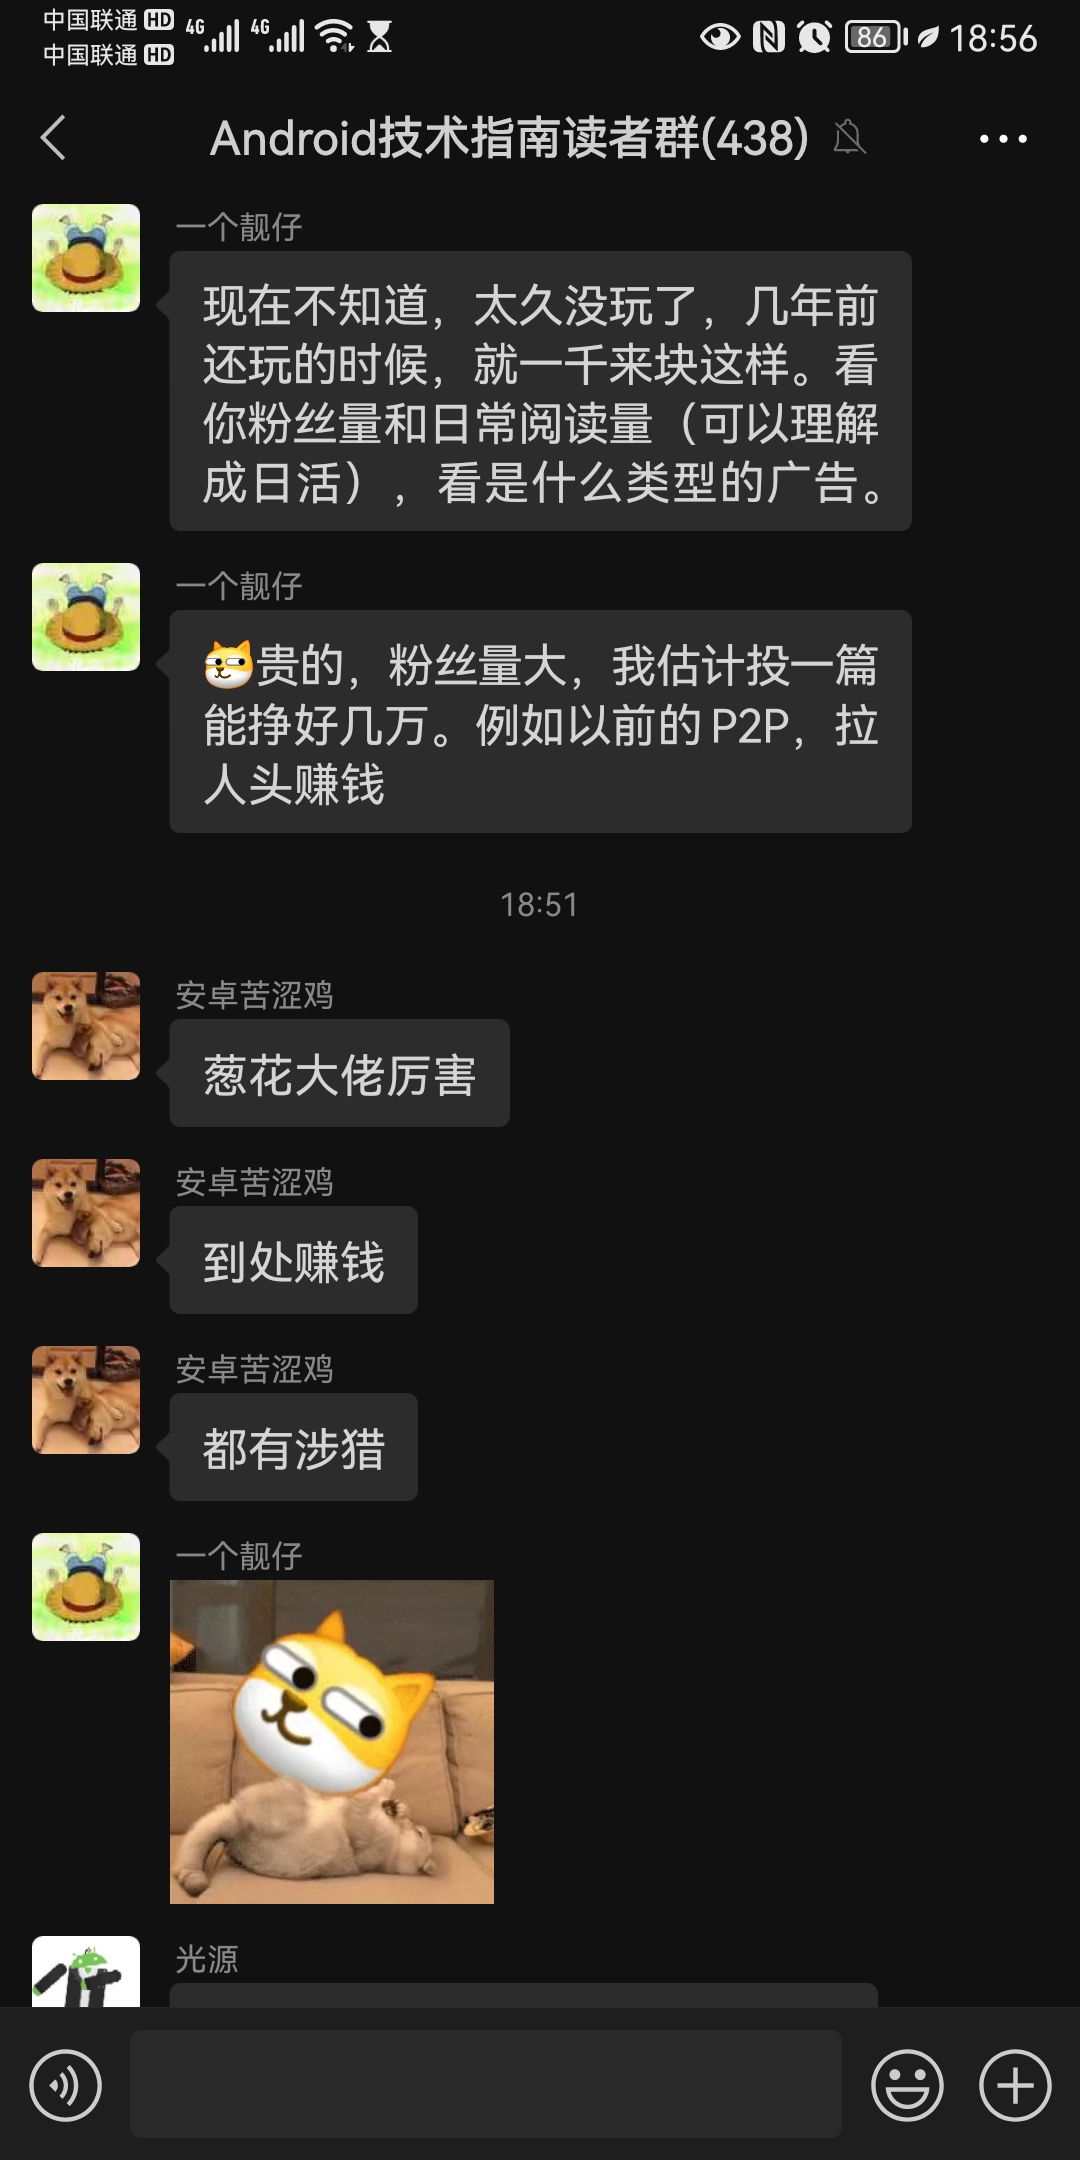 中国联通 HD 4G 4G 86 18:56
中国联通 HD
Android技术指南读者群(438)
一个靓仔
现在不知道，太久没玩了，几年前
还玩的时候，就一千来块这样。看
你粉丝量和日常阅读量（可以理解
成日活），看是什么类型的广告。
一个靓仔
贵的，粉丝量大，我估计投一篇
能挣好几万。例如以前的P2P，拉
人头赚钱
18:51
安卓苦涩鸡
葱花大佬厉害
安卓苦涩鸡
到处赚钱
安卓苦涩鸡
都有涉猎
一个靓仔
光源